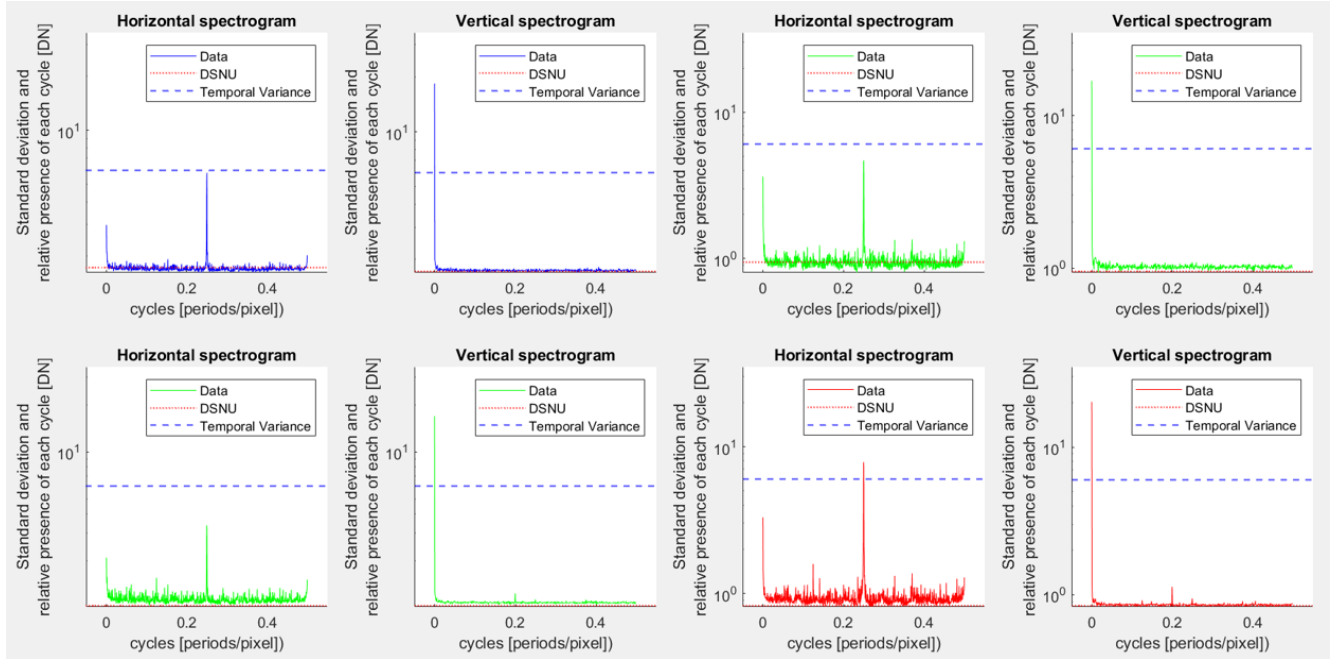 Horizontal spectrogram
Standard deviation and
relative presence of each cycle [DN]
10^1
Data
DSNU
Temporal Variance
0 0.2 0.4
cycles [periods/pixel])
Vertical spectrogram
Standard deviation and
relative presence of each cycle [DN]
10^1
Data
DSNU
Temporal Variance
0 0.2 0.4
cycles [periods/pixel])
Horizontal spectrogram
Standard deviation and
relative presence of each cycle [DN]
10^1
10^0
Data
DSNU
Temporal Variance
0 0.2 0.4
cycles [periods/pixel])
Vertical spectrogram
Standard deviation and
relative presence of each cycle [DN]
10^1
10^0
Data
DSNU
Temporal Variance
0 0.2 0.4
cycles [periods/pixel])
Horizontal spectrogram
Standard deviation and
relative presence of each cycle [DN]
10^1
Data
DSNU
Temporal Variance
0 0.2 0.4
cycles [periods/pixel])
Vertical spectrogram
Standard deviation and
relative presence of each cycle [DN]
10^1
Data
DSNU
Temporal Variance
0 0.2 0.4
cycles [periods/pixel])
Horizontal spectrogram
Standard deviation and
relative presence of each cycle [DN]
10^1
10^0
Data
DSNU
Temporal Variance
0 0.2 0.4
cycles [periods/pixel])
Vertical spectrogram
Standard deviation and
relative presence of each cycle [DN]
10^1
10^0
Data
DSNU
Temporal Variance
0 0.2 0.4
cycles [periods/pixel])